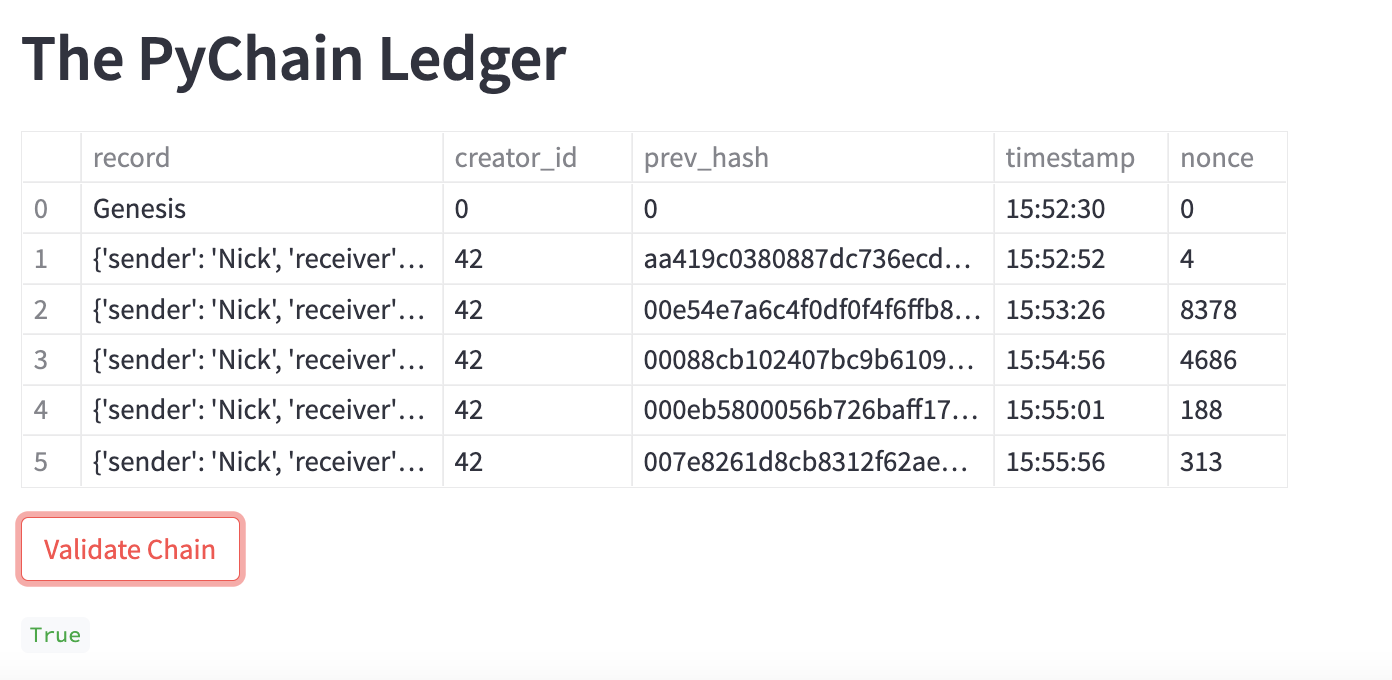 The PyChain Ledger
record creator_id prev_hash timestamp nonce
0 Genesis 0 0 15:52:30 0
1 {'sender': 'Nick', 'receiver'... 42 aa419c0380887dc736ecd... 15:52:52 4
2 {'sender': 'Nick', 'receiver'... 42 00e54e7a6c4f0df0f4f6ffb8... 15:53:26 8378
3 {'sender': 'Nick', 'receiver'... 42 00088cb102407bc9b6109... 15:54:56 4686
4 {'sender': 'Nick', 'receiver'... 42 000eb5800056b726baff17... 15:55:01 188
5 {'sender': 'Nick', 'receiver'... 42 007e8261d8cb8312f62ae... 15:55:56 313
Validate Chain
True